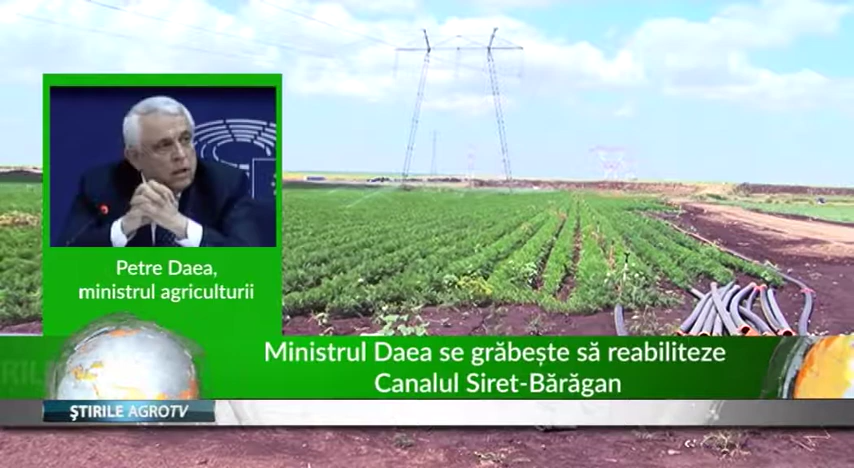 Petre Daea,
ministrul agriculturii
Ministrul Daea se grăbește să reabiliteze
Canalul Siret-Bărăgan
ȘTIRILE AGROTV